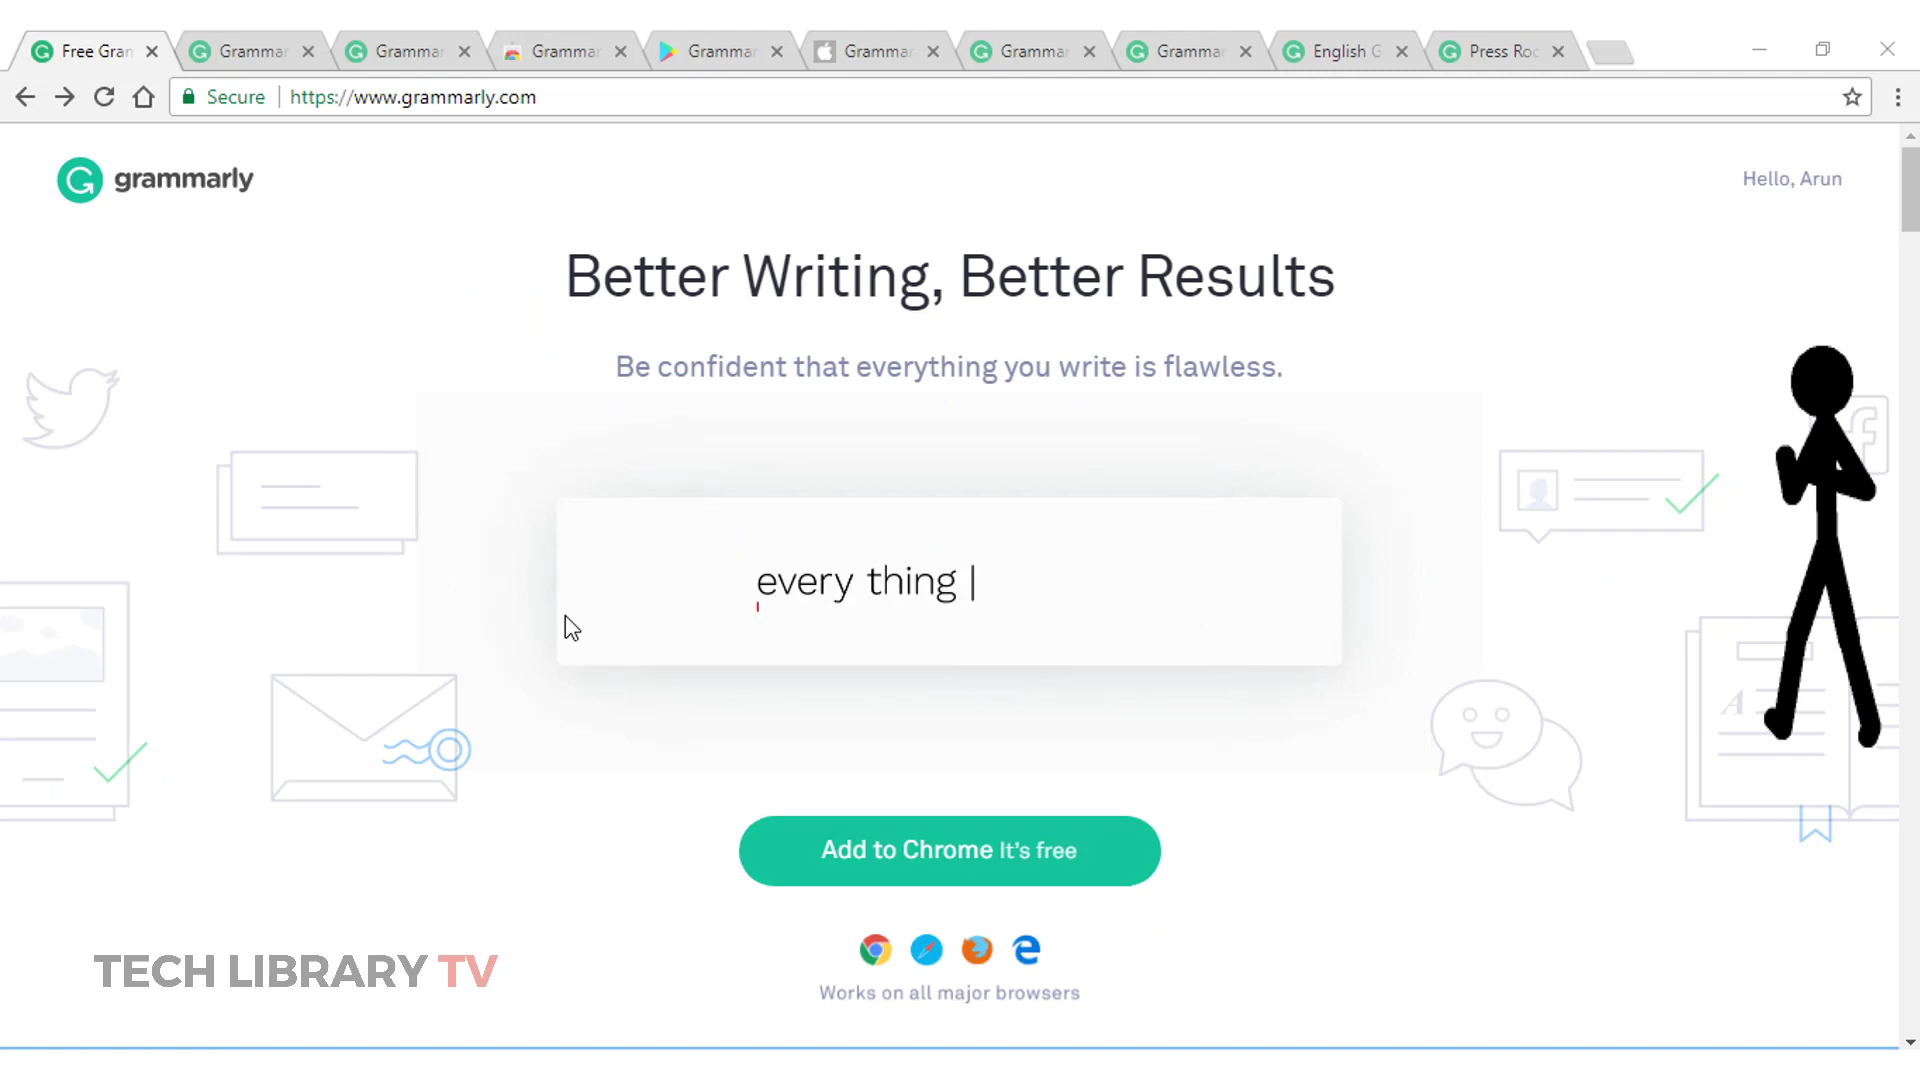 Free Gran Grammar Grammar Grammar Grammar Grammar Grammar Grammar English G Press Roo
Secure https://www.grammarly.com
grammarly
Hello, Arun
Better Writing, Better Results
Be confident that everything you write is flawless.
every thing
A
Add to Chrome It's free
TECH LIBRARY TV
Works on all major browsers